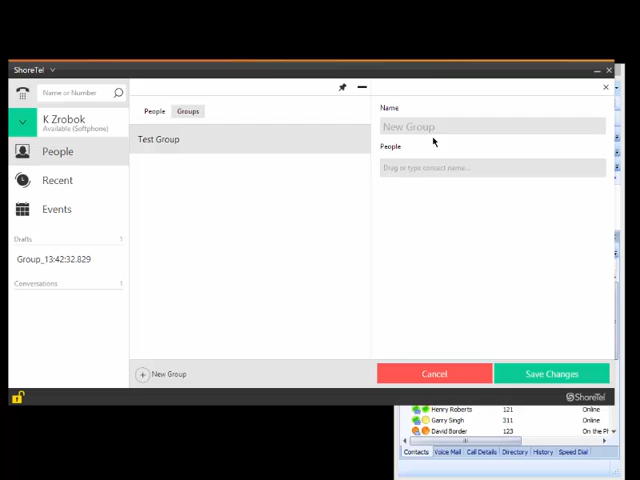 ShoreTel
Name or Number
K Zrobok
Available (Softphone)
People
Recent
Events
Drafts 1
Group_13:42:32.829
Conversations 1
People Groups
Test Group
New Group
Name
New Group
People
Drag or type contact name...
Cancel Save Changes
ShoreTel
Henry Roberts 121 Online
Garry Singh 311 Online
David Border 123 On the Ph
Contacts Voice Mail Call Details Directory History Speed Dial